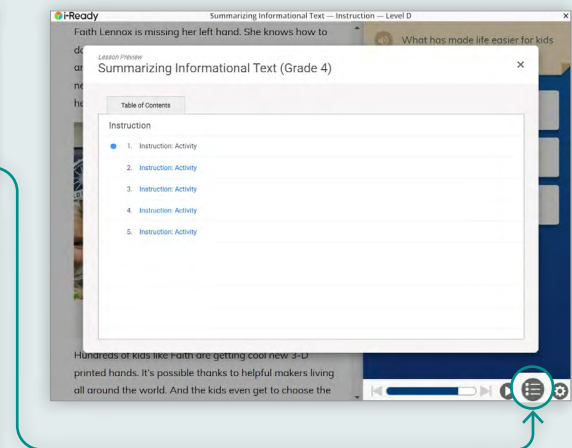 i-Ready
Summarizing Informational Text — Instruction — Level D
x
Faith Lennox is missing her left hand. She knows how to
What has made life easier for kids
Lesson Preview
Summarizing Informational Text (Grade 4)
×
Table of Contents
Instruction
1. Instruction: Activity
2. Instruction: Activity
3. Instruction: Activity
4. Instruction: Activity
5. Instruction: Activity
Hundreds of kids like Faith are getting cool new 3-D
printed hands. It's possible thanks to helpful makers living
all around the world. And the kids even get to choose the